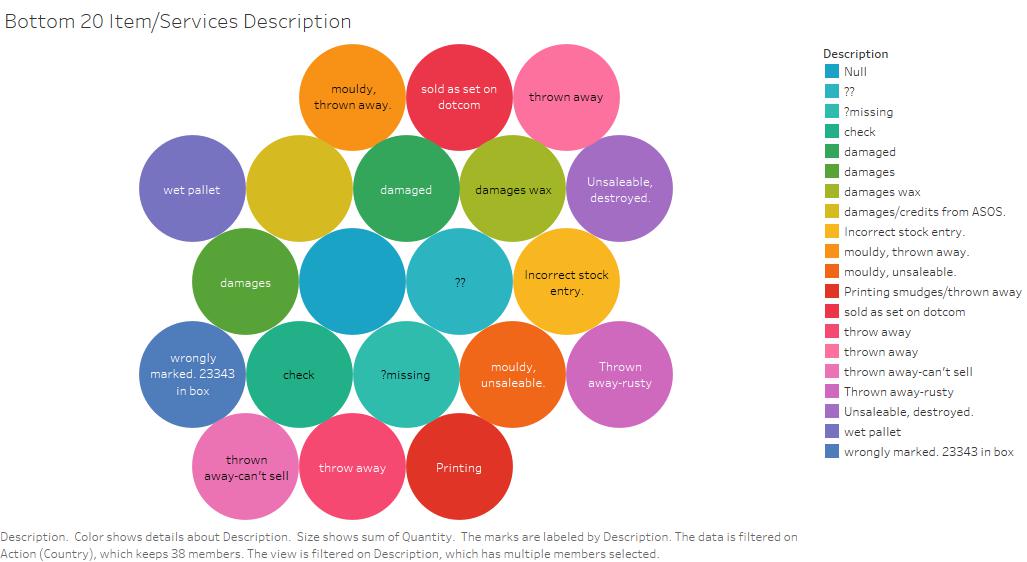 Bottom 20 Item/Services Description
mouldy,
thrown away.
sold as set on
dotcom
thrown away
wet pallet
damaged
damages wax
Unsaleable,
destroyed.
damages
??
Incorrect stock
entry.
wrongly
marked. 23343
in box
check
?missing
mouldy,
unsaleable.
Thrown
away-rusty
thrown
away-can't sell
throw away
Printing
Description
Null
??
?missing
check
damaged
damages
damages wax
damages/credits from ASOS.
Incorrect stock entry.
mouldy, thrown away.
mouldy, unsaleable.
Printing smudges/thrown away
sold as set on dotcom
throw away
thrown away
thrown away-can't sell
Thrown away-rusty
Unsaleable, destroyed.
wet pallet
wrongly marked. 23343 in box
Description.  Color shows details about Description.  Size shows sum of Quantity.  The marks are labeled by Description. The data is filtered on
Action (Country), which keeps 38 members. The view is filtered on Description, which has multiple members selected.